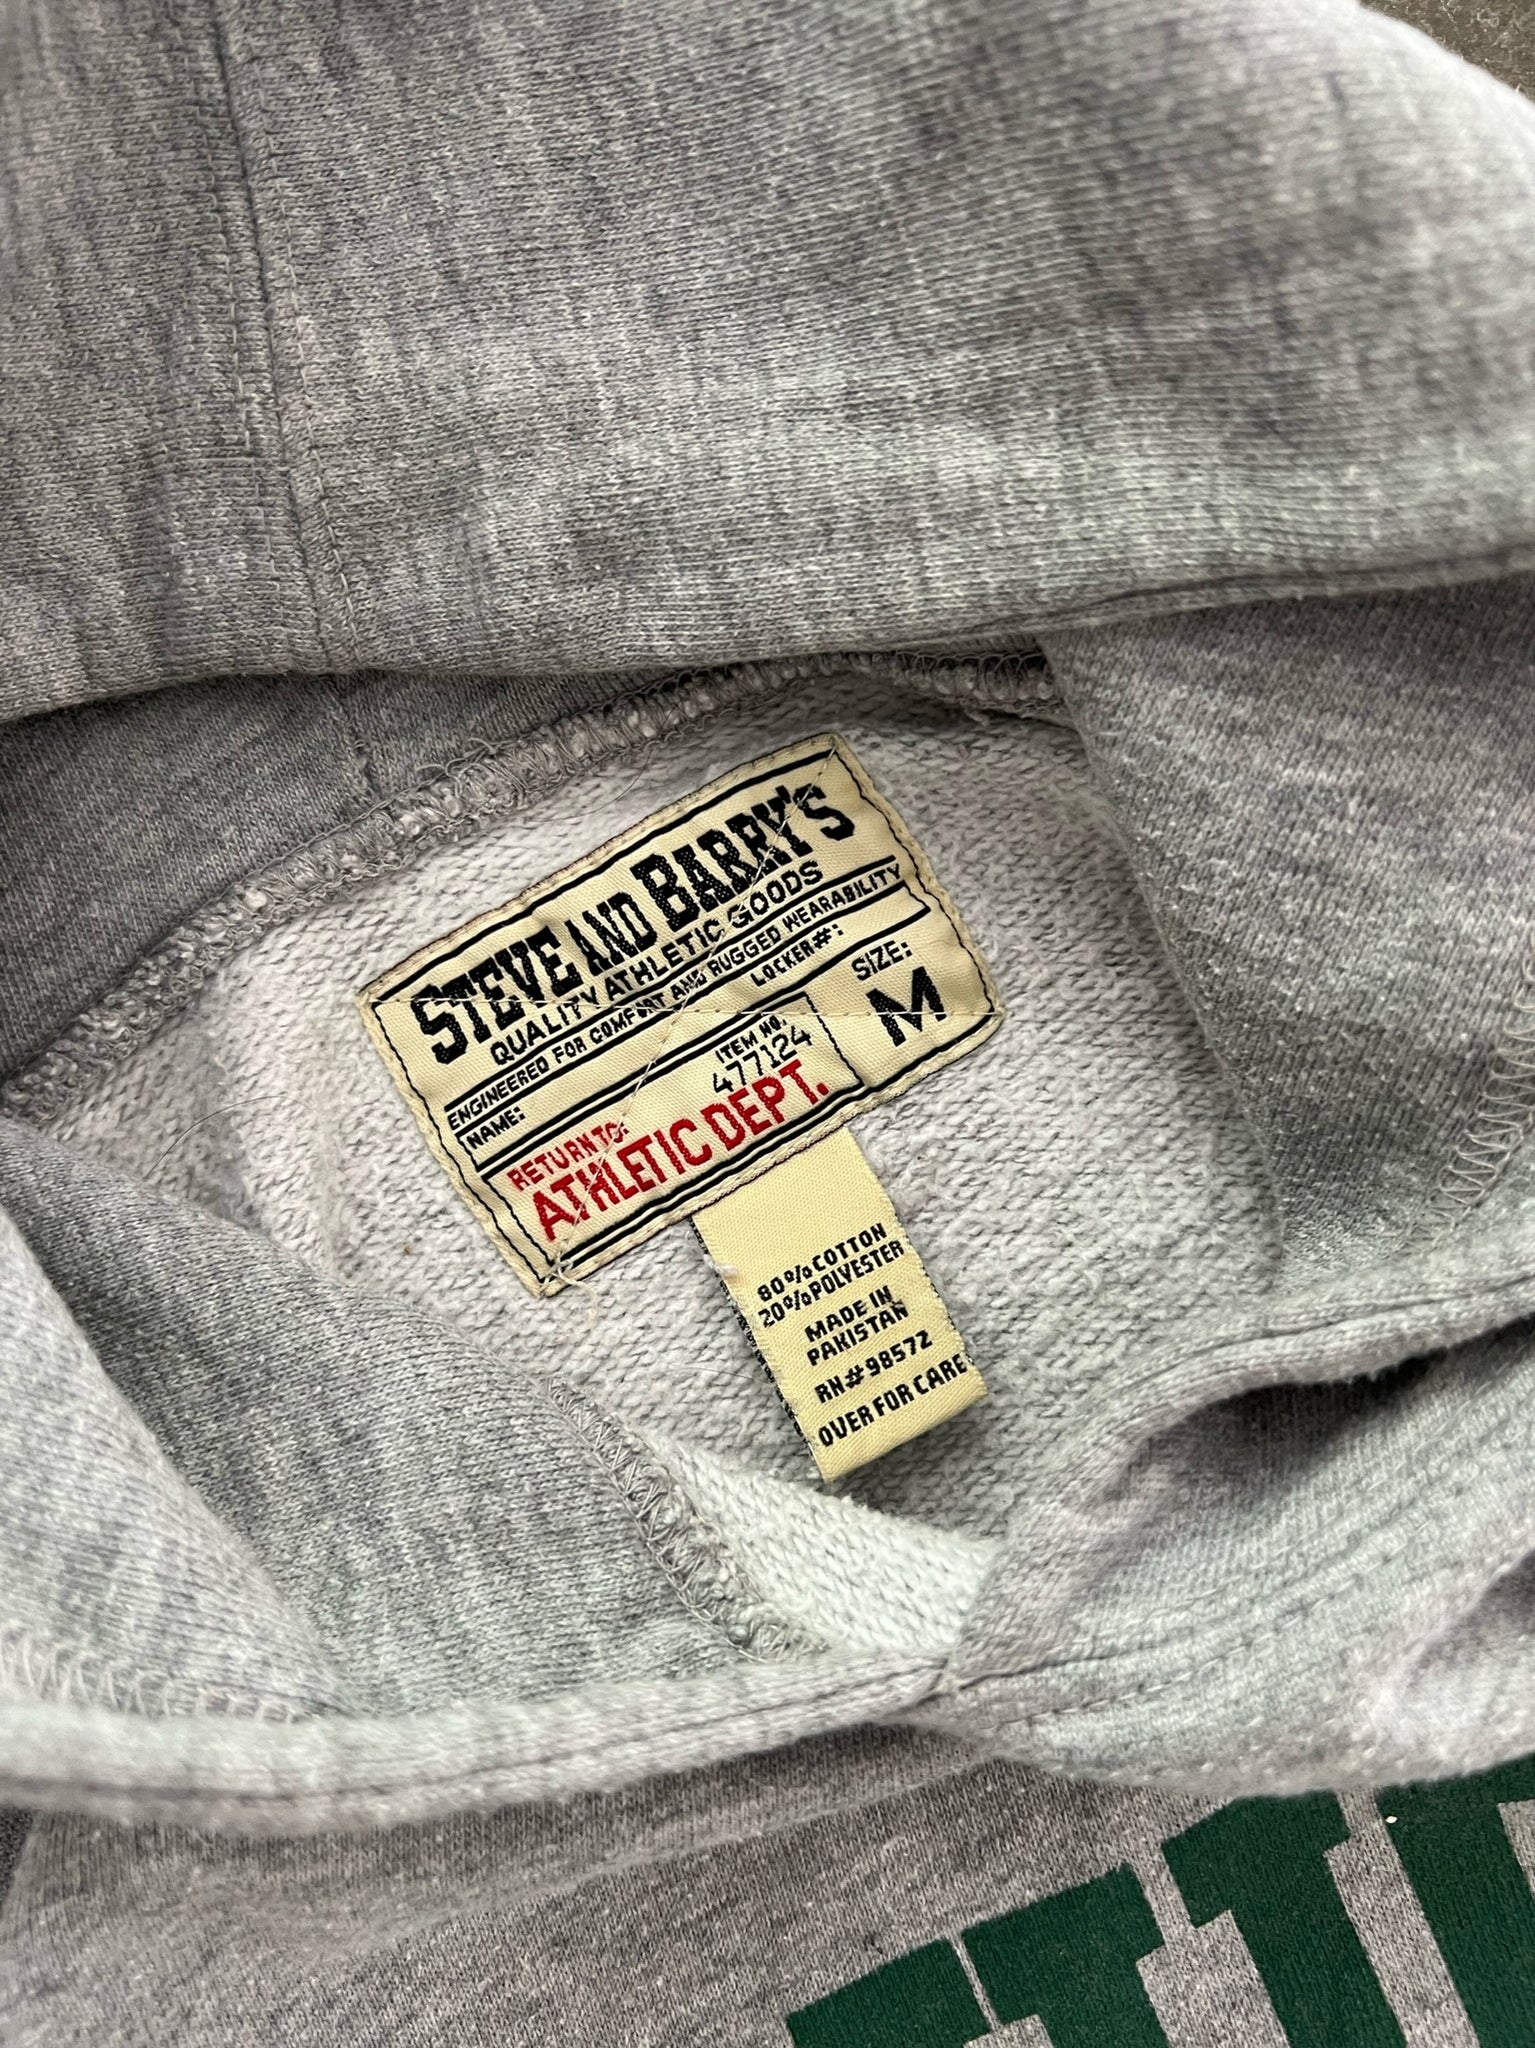 STEVE AND BARRY'S
QUALITY ATHLETIC GOODS
ENGINEERED FOR COMFORT AND RUGGED WEARABILITY
NAME: LOCKER#:
RETURN TO: ITEM NO. 477124
ATHLETIC DEPT.
SIZE:
M
80% COTTON
20% POLYESTER
MADE IN
PAKISTAN
RN# 98572
OVER FOR CARE